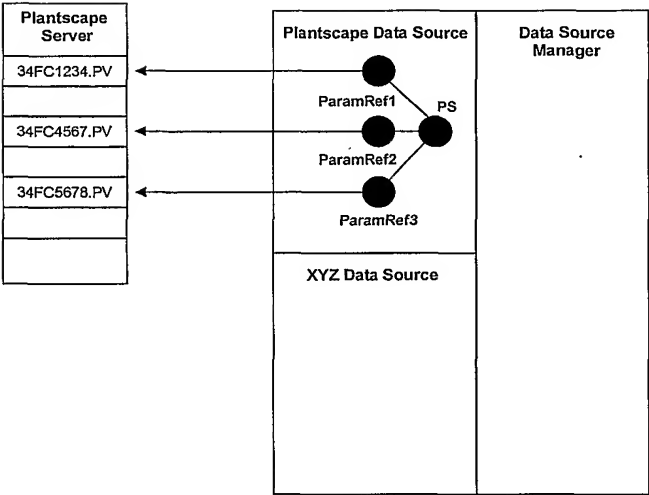 Plantscape
Server
34FC1234.PV
34FC4567.PV
34FC5678.PV
Plantscape Data Source
ParamRef1
PS
ParamRef2
ParamRef3
XYZ Data Source
Data Source
Manager